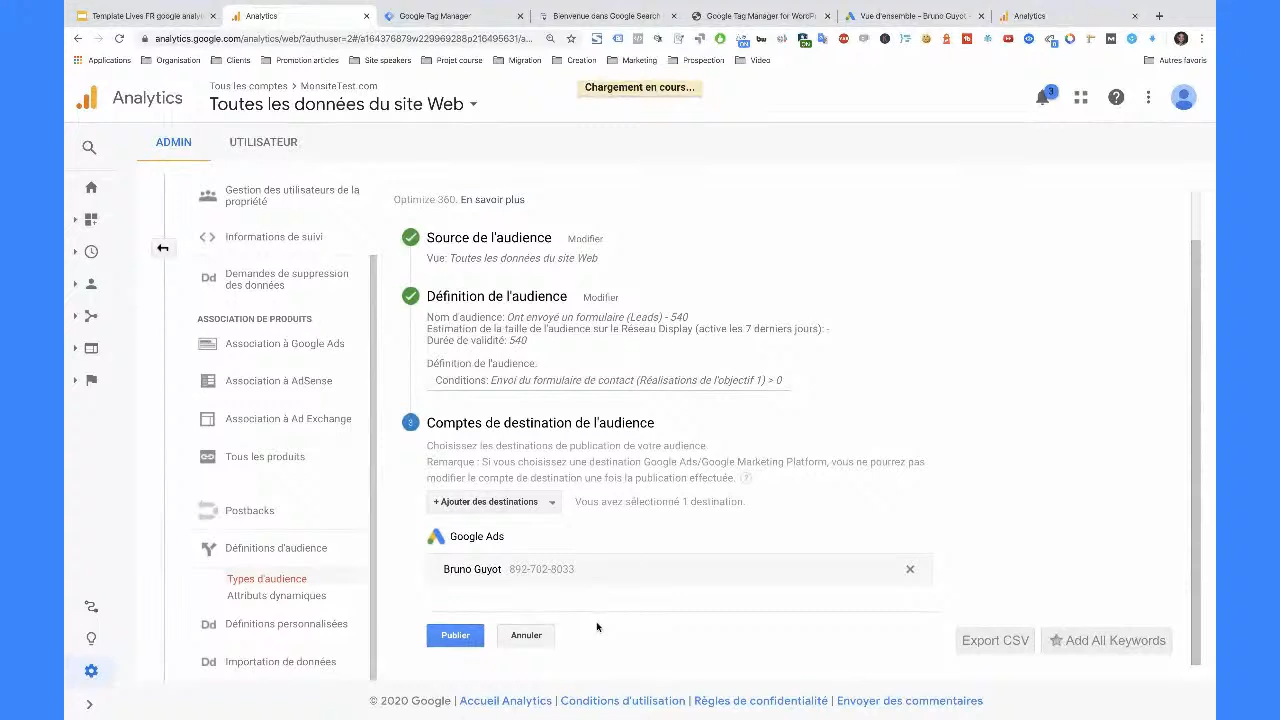 Template Lives FR google analy
Analytics
Google Tag Manager
Bienvenue dans Google Search
Google Tag Manager for WordP
Vue d'ensemble - Bruno Guyot
Analytics
analytics.google.com/analytics/web/?authuser=2#/a164376879w229969288p216495563/a...
Applications
Organisation
Clients
Promotion articles
Site speakers
Projet course
Migration
Creation
Marketing
Prospection
Video
Autres favoris
Analytics
Tous les comptes > MonsiteTest.com
Toutes les données du site Web
Chargement en cours...
3
ADMIN
UTILISATEUR
Gestion des utilisateurs de la
propriété
Informations de suivi
Dd Demandes de suppression
des données
ASSOCIATION DE PRODUITS
Association à Google Ads
Association à AdSense
Association à Ad Exchange
Tous les produits
Postbacks
Définitions d'audience
Types d'audience
Attributs dynamiques
Dd Définitions personnalisées
Dd Importation de données
Optimize 360. En savoir plus
Source de l'audience Modifier
Vue: Toutes les données du site Web
Définition de l'audience Modifier
Nom d'audience: Ont envoyé un formulaire (Leads) - 540
Estimation de la taille de l'audience sur le Réseau Display (active les 7 derniers jours): -
Durée de validité: 540
Définition de l'audience:
Conditions: Envoi du formulaire de contact (Réalisations de l'objectif 1) > 0
3 Comptes de destination de l'audience
Choisissez les destinations de publication de votre audience.
Remarque : Si vous choisissez une destination Google Ads/Google Marketing Platform, vous ne pourrez pas
modifier le compte de destination une fois la publication effectuée. ?
+ Ajouter des destinations
Vous avez sélectionné 1 destination.
Google Ads
Bruno Guyot 892-702-8033
Publier
Annuler
Export CSV
Add All Keywords
© 2020 Google | Accueil Analytics | Conditions d'utilisation | Règles de confidentialité | Envoyer des commentaires